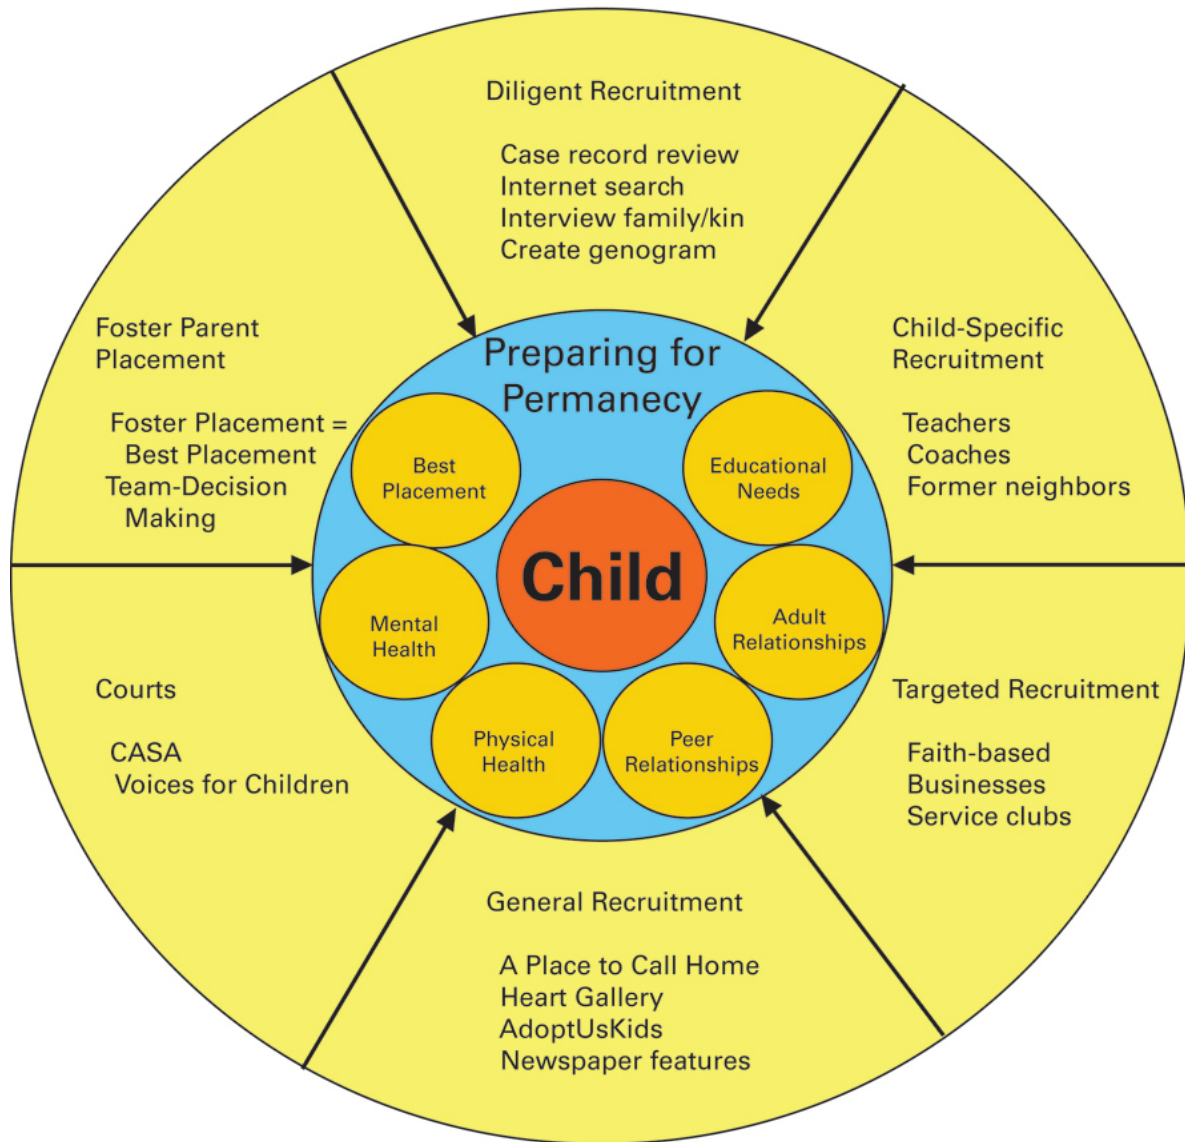 Diligent Recruitment
Case record review
Internet search
Interview family/kin
Create genogram
Child-Specific
Recruitment
Teachers
Coaches
Former neighbors
Targeted Recruitment
Faith-based
Businesses
Service clubs
General Recruitment
A Place to Call Home
Heart Gallery
AdoptUsKids
Newspaper features
Courts
CASA
Voices for Children
Foster Parent
Placement
Foster Placement =
Best Placement
Team-Decision
Making
Preparing for
Permanecy
Best
Placement
Educational
Needs
Mental
Health
Child
Adult
Relationships
Physical
Health
Peer
Relationships